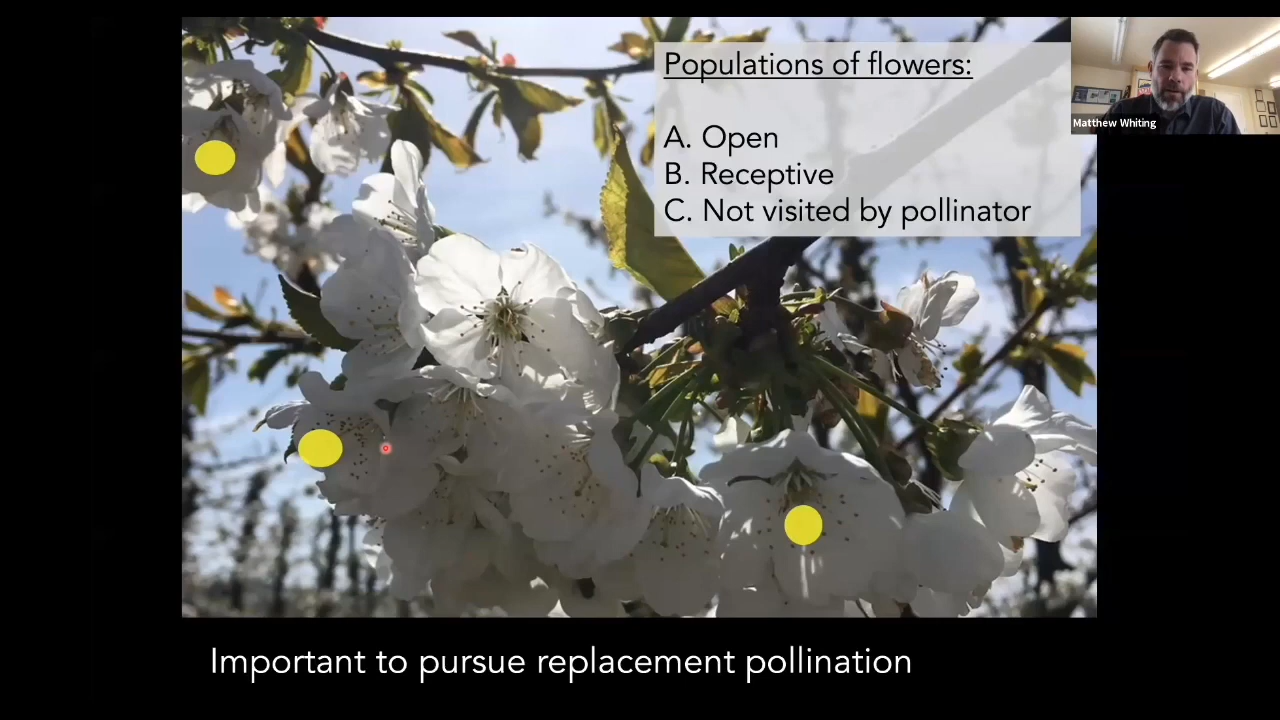 Populations of flowers:
A. Open
B. Receptive
C. Not visited by pollinator
Matthew Whiting
Important to pursue replacement pollination